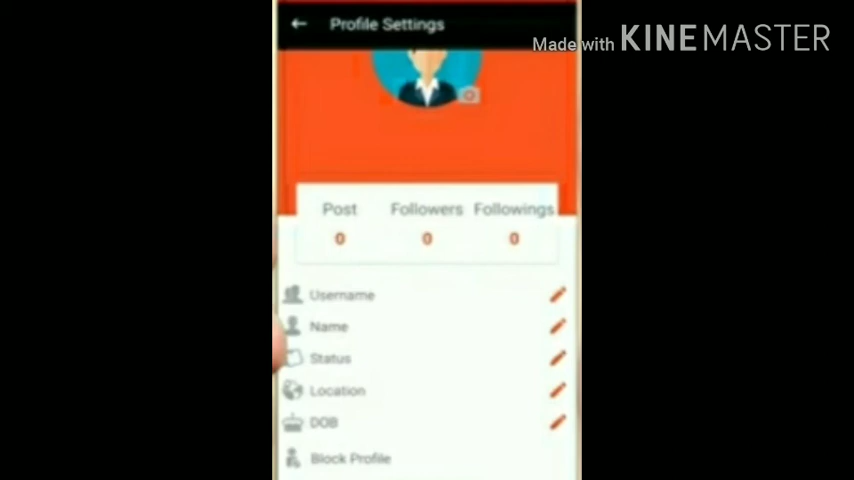 Profile Settings
Made with KINEMASTER
Post Followers Followings
0 0 0
Username
Name
Status
Location
DOB
Block Profile